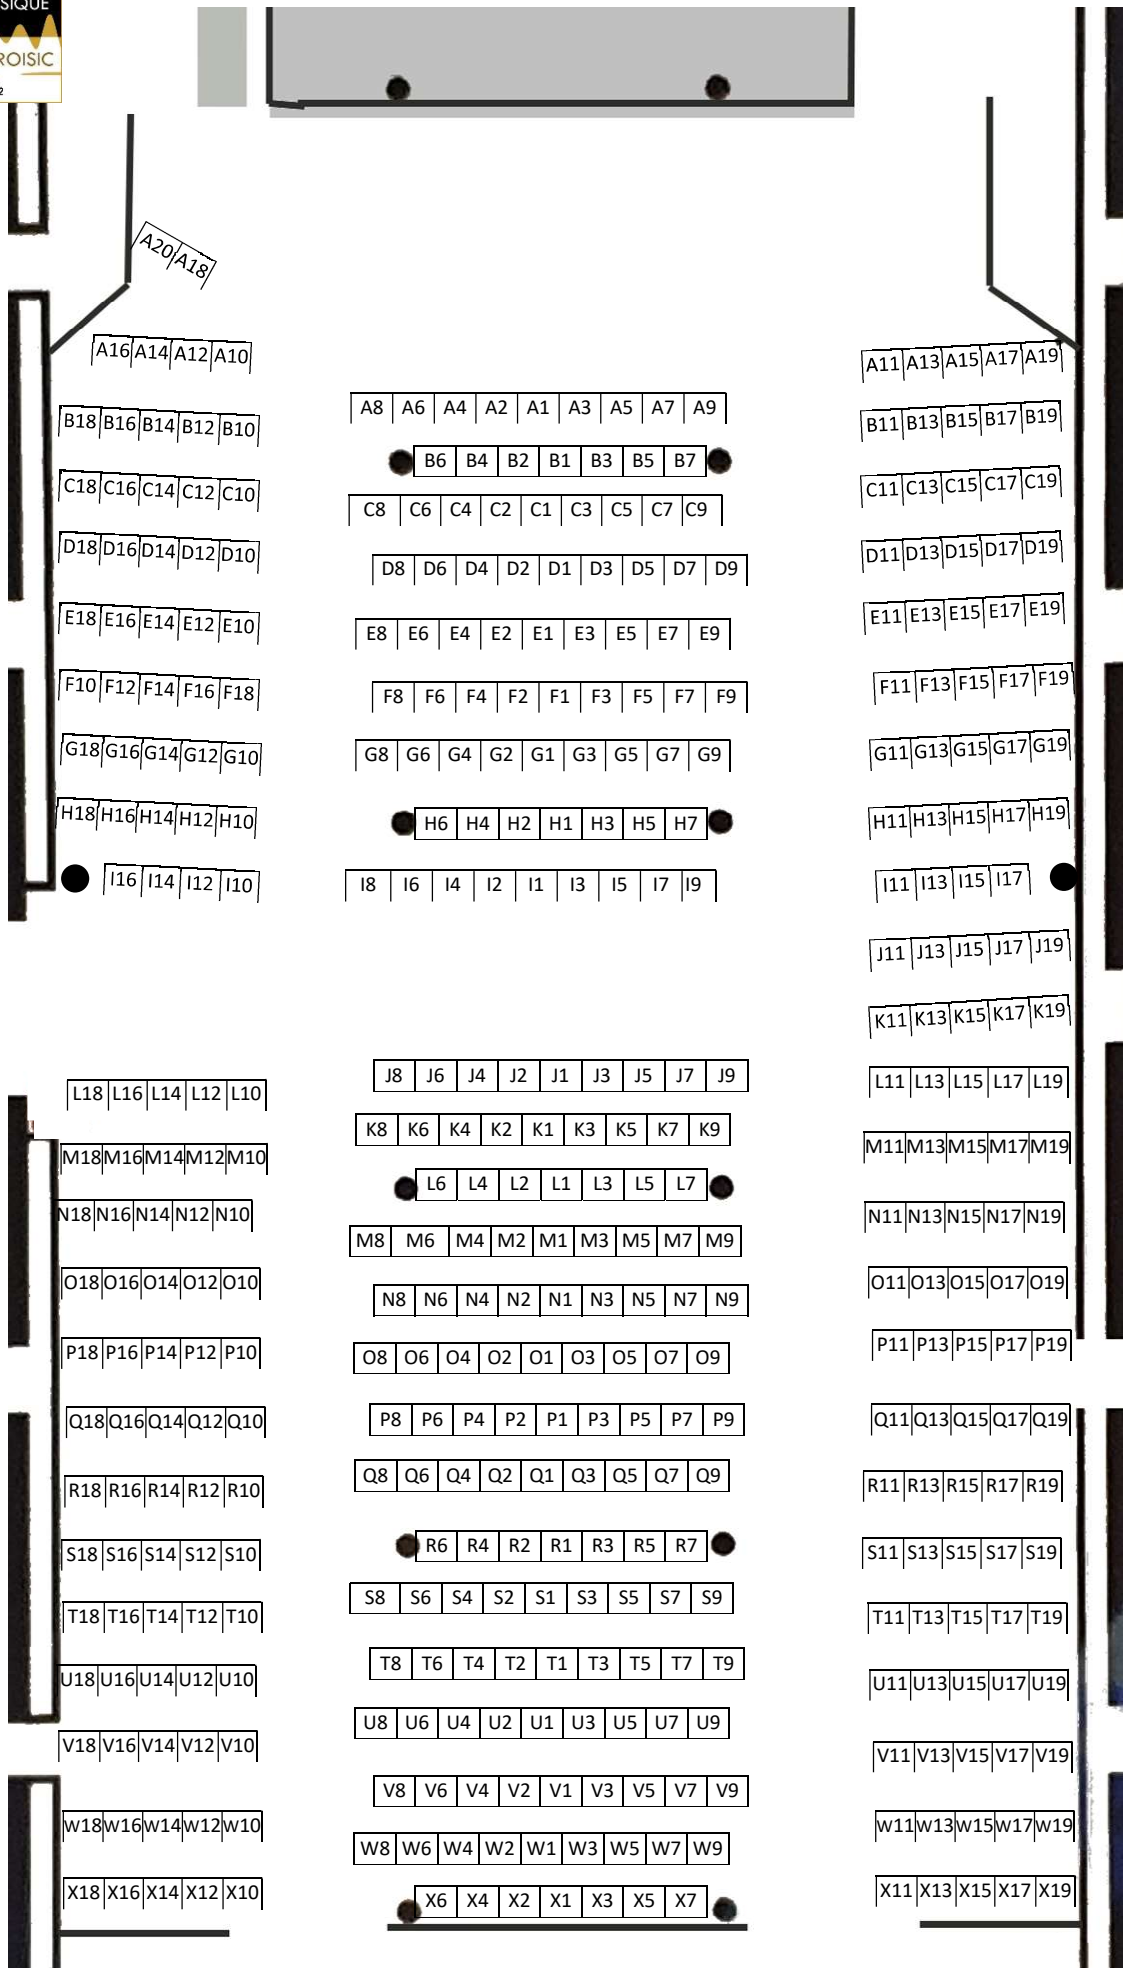 SIQUE
ROISIC
2
A20 A18
A16 A14 A12 A10
A11 A13 A15 A17 A19
A8 A6 A4 A2 A1 A3 A5 A7 A9
B18 B16 B14 B12 B10
B11 B13 B15 B17 B19
B6 B4 B2 B1 B3 B5 B7
C18 C16 C14 C12 C10
C11 C13 C15 C17 C19
C8 C6 C4 C2 C1 C3 C5 C7 C9
D18 D16 D14 D12 D10
D11 D13 D15 D17 D19
D8 D6 D4 D2 D1 D3 D5 D7 D9
E18 E16 E14 E12 E10
E8 E6 E4 E2 E1 E3 E5 E7 E9
E11 E13 E15 E17 E19
F10 F12 F14 F16 F18
F8 F6 F4 F2 F1 F3 F5 F7 F9
F11 F13 F15 F17 F19
G18 G16 G14 G12 G10
G8 G6 G4 G2 G1 G3 G5 G7 G9
G11 G13 G15 G17 G19
H18 H16 H14 H12 H10
H6 H4 H2 H1 H3 H5 H7
H11 H13 H15 H17 H19
I16 I14 I12 I10
I8 I6 I4 I2 I1 I3 I5 I7 I9
I11 I13 I15 I17
J11 J13 J15 J17 J19
K11 K13 K15 K17 K19
J8 J6 J4 J2 J1 J3 J5 J7 J9
L18 L16 L14 L12 L10
L11 L13 L15 L17 L19
K8 K6 K4 K2 K1 K3 K5 K7 K9
M18 M16 M14 M12 M10
M11 M13 M15 M17 M19
L6 L4 L2 L1 L3 L5 L7
N18 N16 N14 N12 N10
N11 N13 N15 N17 N19
M8 M6 M4 M2 M1 M3 M5 M7 M9
O18 O16 O14 O12 O10
O11 O13 O15 O17 O19
N8 N6 N4 N2 N1 N3 N5 N7 N9
P18 P16 P14 P12 P10
O8 O6 O4 O2 O1 O3 O5 O7 O9
P11 P13 P15 P17 P19
Q18 Q16 Q14 Q12 Q10
P8 P6 P4 P2 P1 P3 P5 P7 P9
Q11 Q13 Q15 Q17 Q19
Q8 Q6 Q4 Q2 Q1 Q3 Q5 Q7 Q9
R18 R16 R14 R12 R10
R11 R13 R15 R17 R19
R6 R4 R2 R1 R3 R5 R7
S18 S16 S14 S12 S10
S11 S13 S15 S17 S19
S8 S6 S4 S2 S1 S3 S5 S7 S9
T18 T16 T14 T12 T10
T11 T13 T15 T17 T19
T8 T6 T4 T2 T1 T3 T5 T7 T9
U18 U16 U14 U12 U10
U11 U13 U15 U17 U19
U8 U6 U4 U2 U1 U3 U5 U7 U9
V18 V16 V14 V12 V10
V11 V13 V15 V17 V19
V8 V6 V4 V2 V1 V3 V5 V7 V9
w18 w16 w14 w12 w10
w11 w13 w15 w17 w19
W8 W6 W4 W2 W1 W3 W5 W7 W9
X18 X16 X14 X12 X10
X6 X4 X2 X1 X3 X5 X7
X11 X13 X15 X17 X19